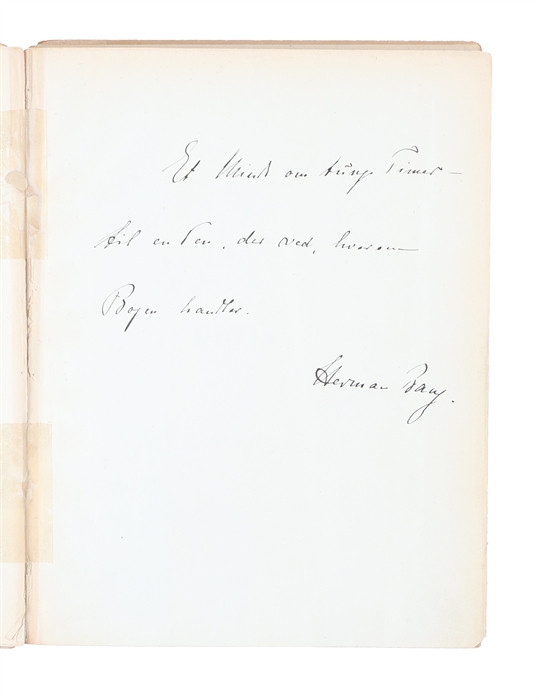 Et Minde om tunge Timer —
til en Ven, der ved, hvorom
Bogen handler.
Herman Bang.